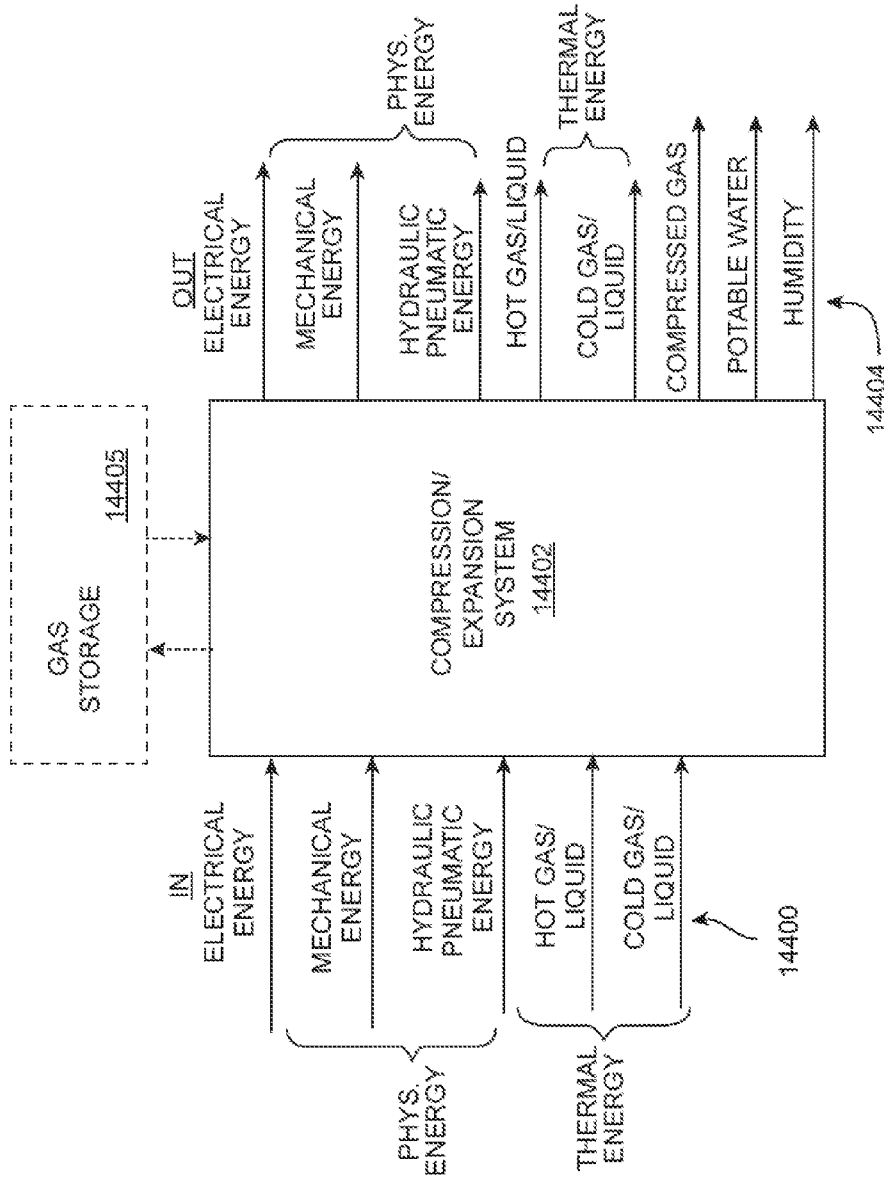 GAS
STORAGE
14405
IN
ELECTRICAL
ENERGY
MECHANICAL
ENERGY
HYDRAULIC
PNEUMATIC
ENERGY
HOT GAS/
LIQUID
COLD GAS/
LIQUID
PHYS.
ENERGY
THERMAL
ENERGY
14400
COMPRESSION/
EXPANSION
SYSTEM
14402
OUT
ELECTRICAL
ENERGY
MECHANICAL
ENERGY
HYDRAULIC
PNEUMATIC
ENERGY
HOT GAS/LIQUID
COLD GAS/
LIQUID
COMPRESSED GAS
POTABLE WATER
HUMIDITY
PHYS.
ENERGY
THERMAL
ENERGY
14404